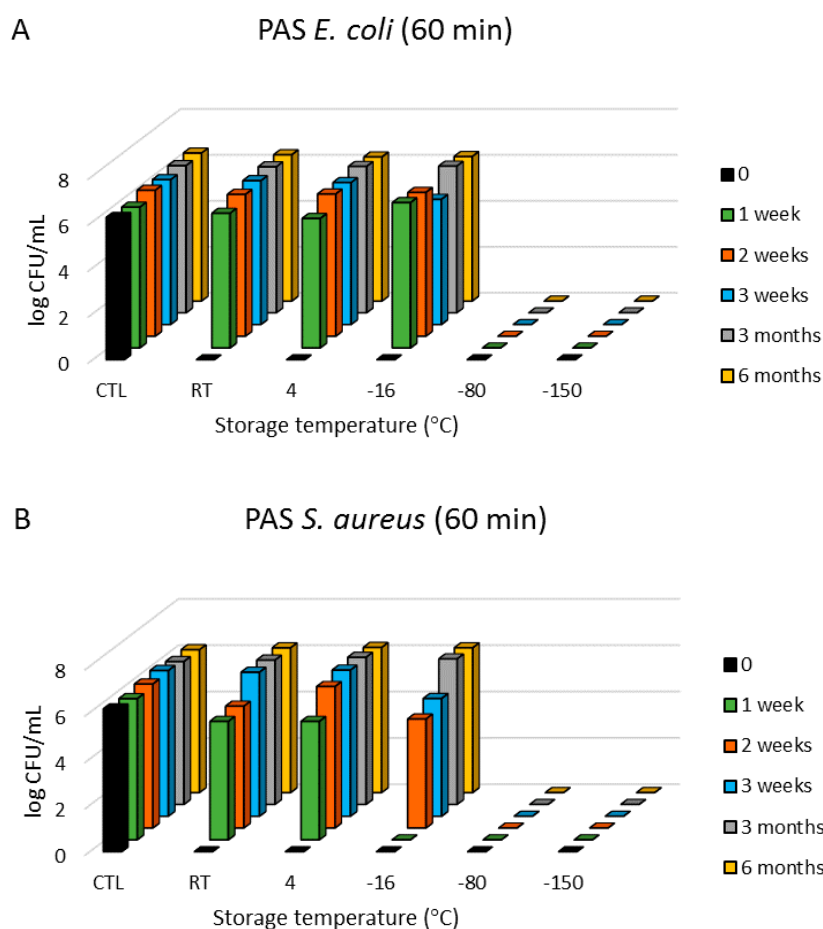 A
PAS E. coli (60 min)
log CFU/mL
8
6
4
2
0
CTL RT 4 -16 -80 -150
Storage temperature (°C)
0
1 week
2 weeks
3 weeks
3 months
6 months
B
PAS S. aureus (60 min)
log CFU/mL
8
6
4
2
0
CTL RT 4 -16 -80 -150
Storage temperature (°C)
0
1 week
2 weeks
3 weeks
3 months
6 months